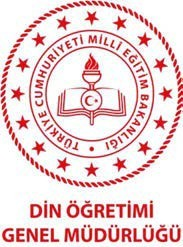 TÜRKİYE CUMHURİYETİ MİLLÎ EĞİTİM BAKANLIĞI
DİN ÖĞRETİMİ
GENEL MÜDÜRLÜĞÜ